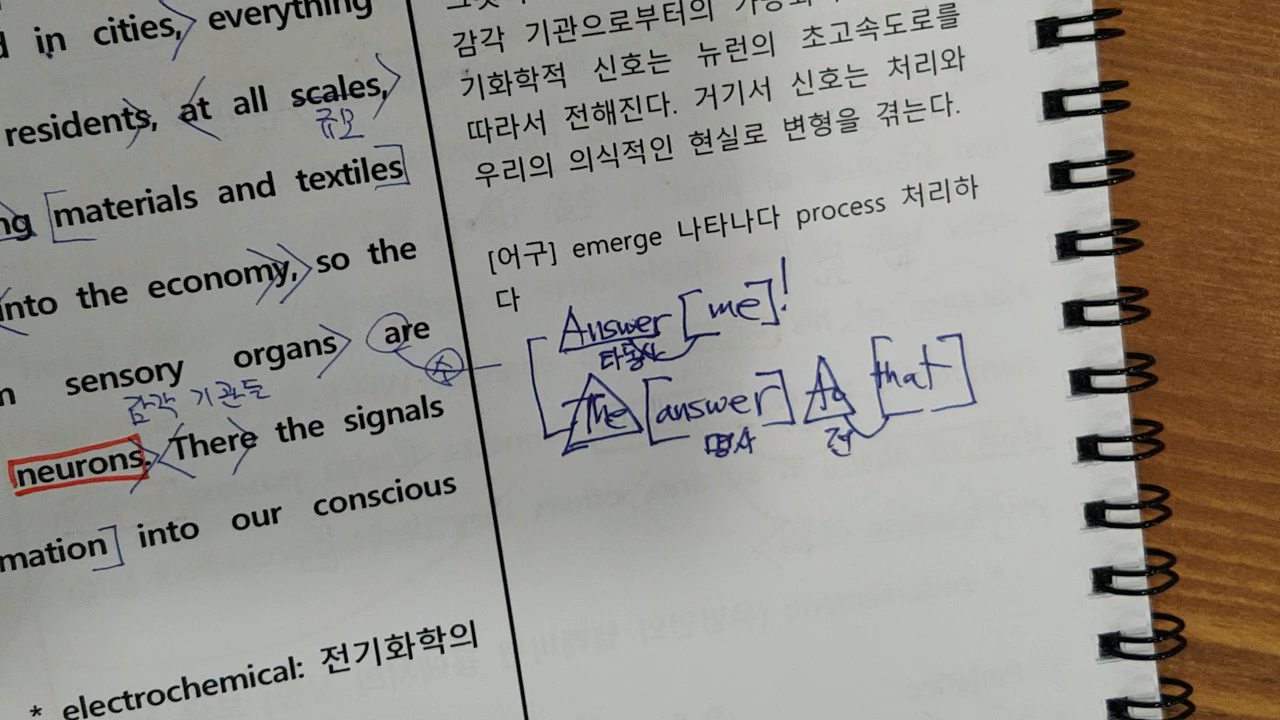 in cities, everything
residents, at all scales,
규모
materials and textiles
into the economy, so the
sensory organs are
감각 기관들
수
neurons. There the signals
into our conscious
* electrochemical: 전기화학의
감각 기관으로부터의
기화학적 신호는 뉴런의 초고속도로를
따라서 전해진다. 거기서 신호는 처리와
우리의 의식적인 현실로 변형을 겪는다.
[어구] emerge 나타나다 process 처리하
다
Answer [me]!
타동사
The [answer] to [that]
명사 전